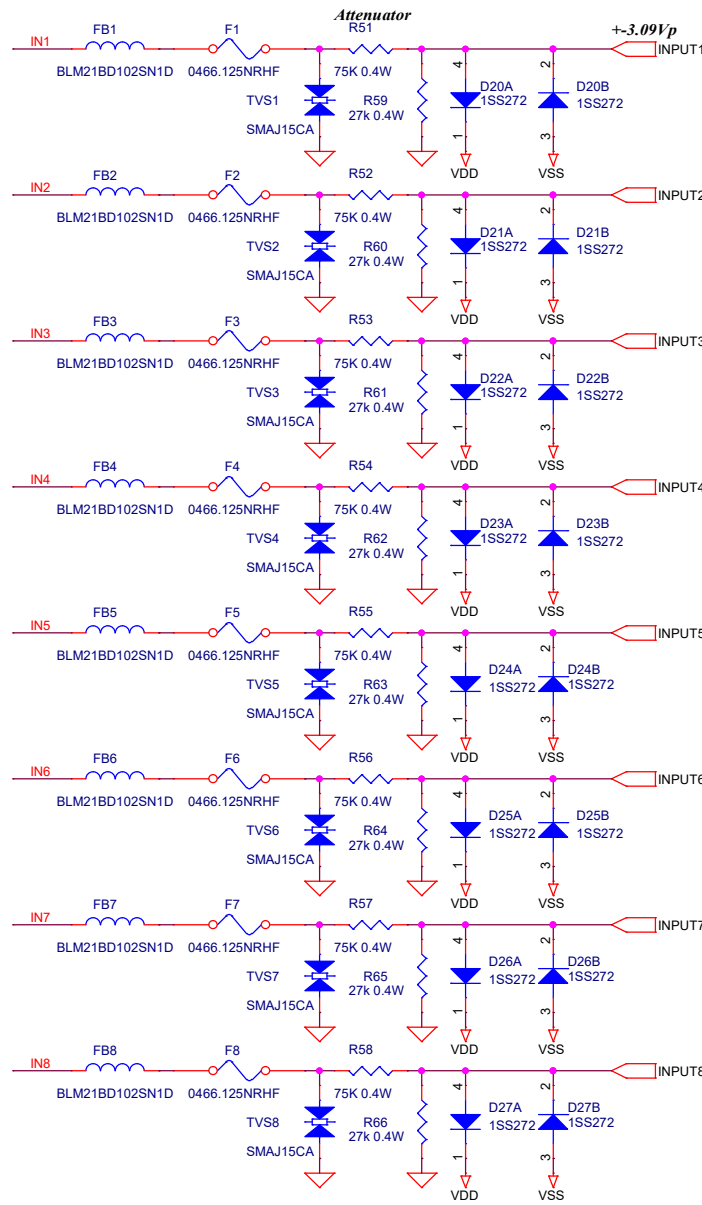 Attenuator
FB1 F1 R51 +-3.09Vp
IN1 INPUT1
BLM21BD102SN1D 0466.125NRHF 75K 0.4W 4 2
TVS1 R59 D20A D20B
SMAJ15CA 27k 0.4W 1SS272 1SS272
1 3
VDD VSS
FB2 F2 R52
IN2 INPUT2
BLM21BD102SN1D 0466.125NRHF 75K 0.4W 4 2
TVS2 R60 D21A D21B
SMAJ15CA 27k 0.4W 1SS272 1SS272
1 3
VDD VSS
FB3 F3 R53
IN3 INPUT3
BLM21BD102SN1D 0466.125NRHF 75K 0.4W 4 2
TVS3 R61 D22A D22B
SMAJ15CA 27k 0.4W 1SS272 1SS272
1 3
VDD VSS
FB4 F4 R54
IN4 INPUT4
BLM21BD102SN1D 0466.125NRHF 75K 0.4W 4 2
TVS4 R62 D23A D23B
SMAJ15CA 27k 0.4W 1SS272 1SS272
1 3
VDD VSS
FB5 F5 R55
IN5 INPUT5
BLM21BD102SN1D 0466.125NRHF 75K 0.4W 4 2
TVS5 R63 D24A D24B
SMAJ15CA 27k 0.4W 1SS272 1SS272
1 3
VDD VSS
FB6 F6 R56
IN6 INPUT6
BLM21BD102SN1D 0466.125NRHF 75K 0.4W 4 2
TVS6 R64 D25A D25B
SMAJ15CA 27k 0.4W 1SS272 1SS272
1 3
VDD VSS
FB7 F7 R57
IN7 INPUT7
BLM21BD102SN1D 0466.125NRHF 75K 0.4W 4 2
TVS7 R65 D26A D26B
SMAJ15CA 27k 0.4W 1SS272 1SS272
1 3
VDD VSS
FB8 F8 R58
IN8 INPUT8
BLM21BD102SN1D 0466.125NRHF 75K 0.4W 4 2
TVS8 R66 D27A D27B
SMAJ15CA 27k 0.4W 1SS272 1SS272
1 3
VDD VSS